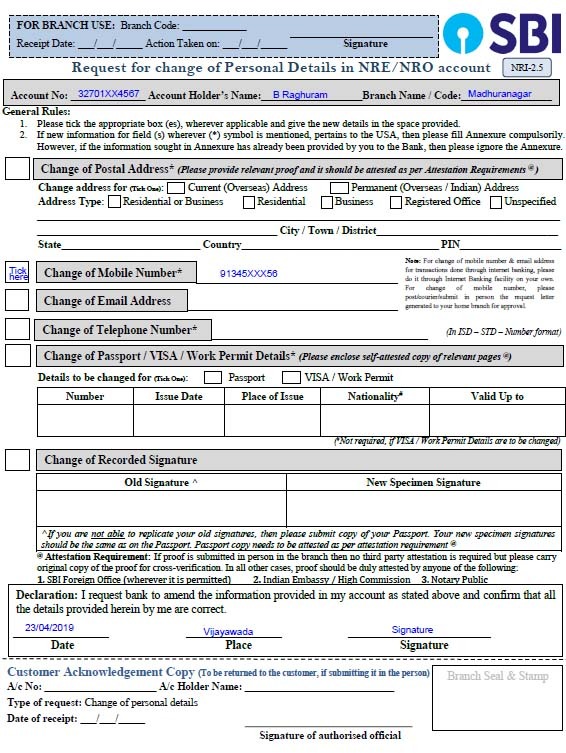 FOR BRANCH USE: Branch Code: ___________
Receipt Date: ___/___/_____ Action Taken on: ___/___/____
Signature
SBI
Request for change of Personal Details in NRE/NRO account
NRI-2.5
Account No: 32701XX4567 Account Holder's Name: B Raghuram Branch Name / Code: Madhuranagar
General Rules:
1. Please tick the appropriate box (es), wherever applicable and give the new details in the space provided.
2. If new information for field (s) wherever (*) symbol is mentioned, pertains to the USA, then please fill Annexure compulsorily.
However, if the information sought in Annexure has already been provided by you to the Bank, then please ignore the Annexure.
Change of Postal Address* (Please provide relevant proof and it should be attested as per Attestation Requirements @)
Change address for (Tick One): Current (Overseas) Address Permanent (Overseas / Indian) Address
Address Type: Residential or Business Residential Business Registered Office Unspecified
City / Town / District
State Country PIN
Tick here
Change of Mobile Number* 91345XXX56
Note: For change of mobile number & email address
for transactions done through internet banking, please
do it through Internet Banking facility on your own.
For change of mobile number, please
post/courier/submit in person the request letter
generated to your home branch for approval.
Change of Email Address
Change of Telephone Number*
(In ISD – STD – Number format)
Change of Passport / VISA / Work Permit Details* (Please enclose self-attested copy of relevant pages @)
Details to be changed for (Tick One): Passport VISA / Work Permit
Number Issue Date Place of Issue Nationality# Valid Up to
(#Not required, if VISA / Work Permit Details are to be changed)
Change of Recorded Signature
Old Signature ^ New Specimen Signature
^If you are not able to replicate your old signatures, then please submit copy of your Passport. Your new specimen signatures
should be the same as on the Passport. Passport copy needs to be attested as per attestation requirement @
@ Attestation Requirement: If proof is submitted in person in the branch then no third party attestation is required but please carry
original copy of the proof for cross-verification. In all other cases, proof should be duly attested by anyone of the following:
1. SBI Foreign Office (wherever it is permitted) 2. Indian Embassy / High Commission 3. Notary Public
Declaration: I request bank to amend the information provided in my account as stated above and confirm that all
the details provided herein by me are correct.
23/04/2019 Vijayawada Signature
Date Place Signature
Customer Acknowledgement Copy (To be returned to the customer, if submitting it in the person)
Branch Seal & Stamp
A/c No: ______________ A/c Holder Name: ______________
Type of request: Change of personal details
Date of receipt: ___/___/_____
Signature of authorised official